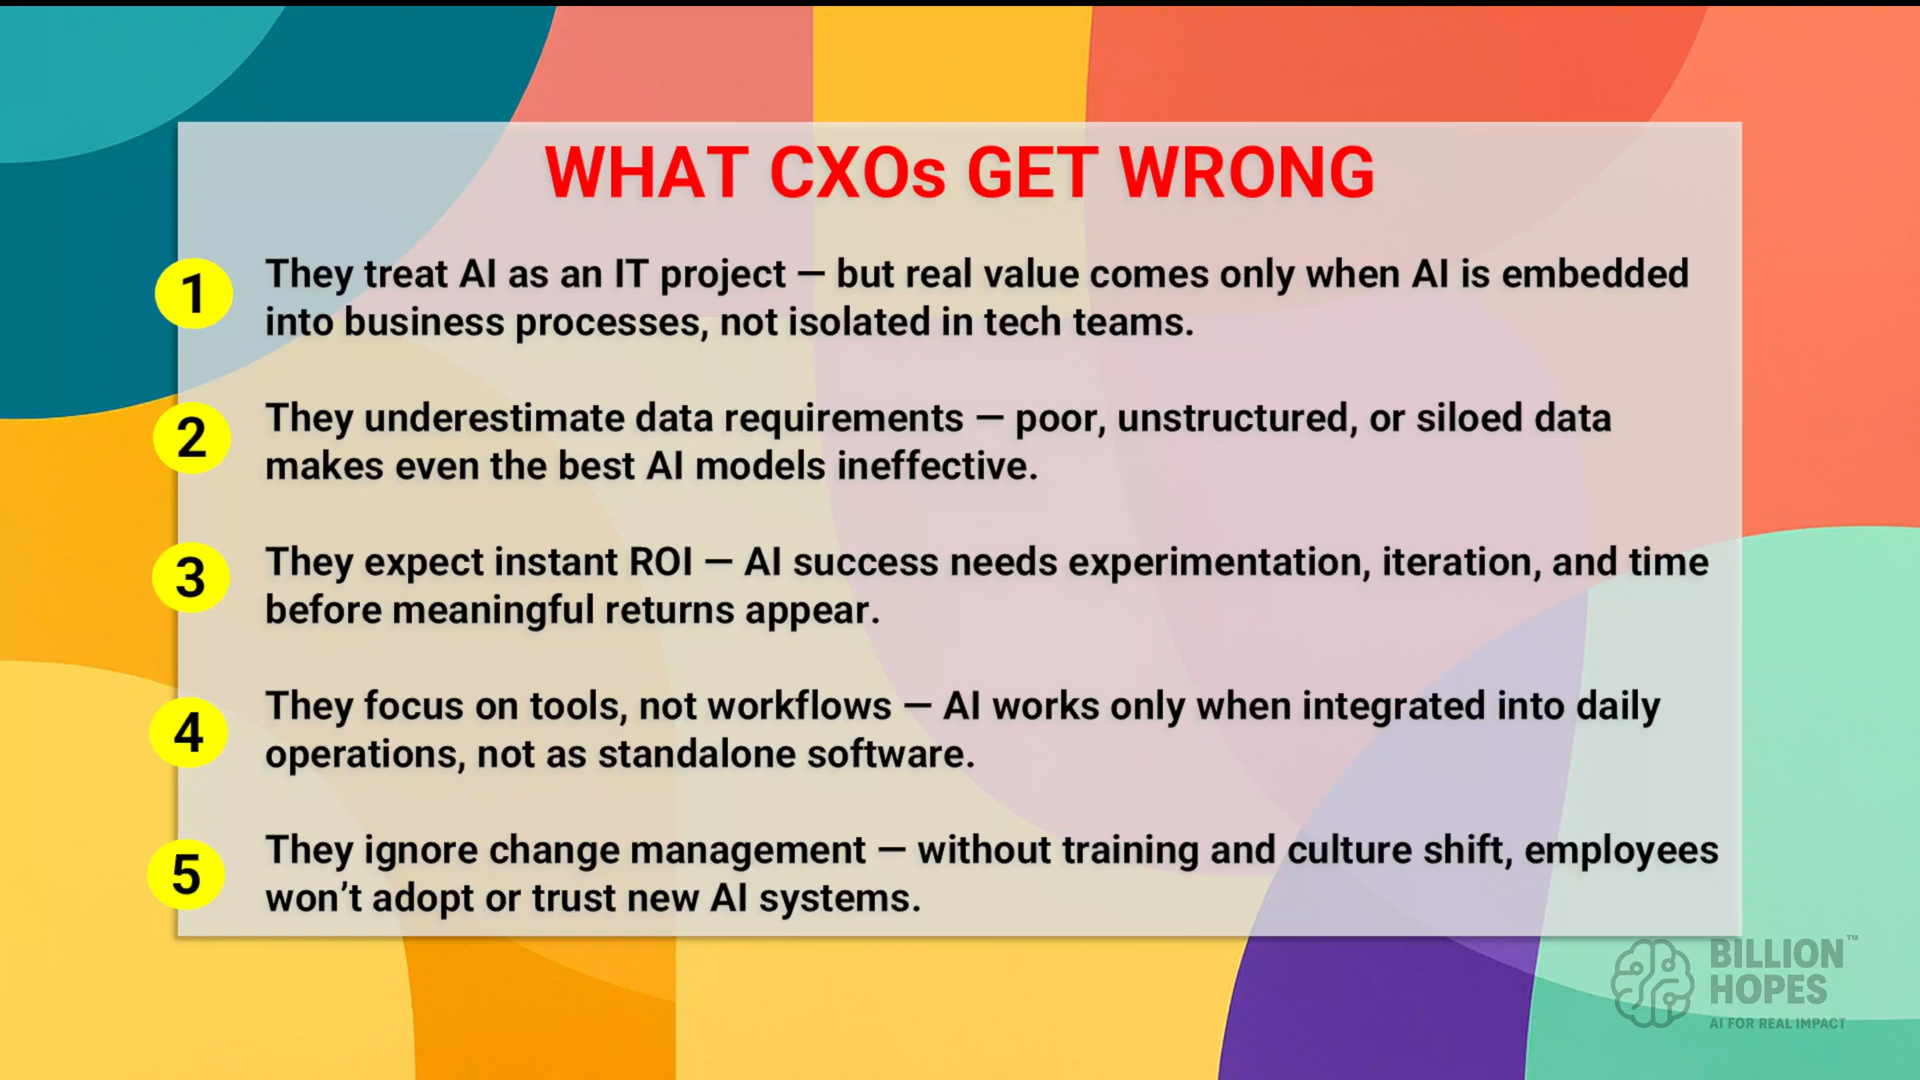 WHAT CXOs GET WRONG
1
They treat AI as an IT project — but real value comes only when AI is embedded
into business processes, not isolated in tech teams.
2
They underestimate data requirements — poor, unstructured, or siloed data
makes even the best AI models ineffective.
3
They expect instant ROI — AI success needs experimentation, iteration, and time
before meaningful returns appear.
4
They focus on tools, not workflows — AI works only when integrated into daily
operations, not as standalone software.
5
They ignore change management — without training and culture shift, employees
won’t adopt or trust new AI systems.
BILLION™
HOPES
AI FOR REAL IMPACT